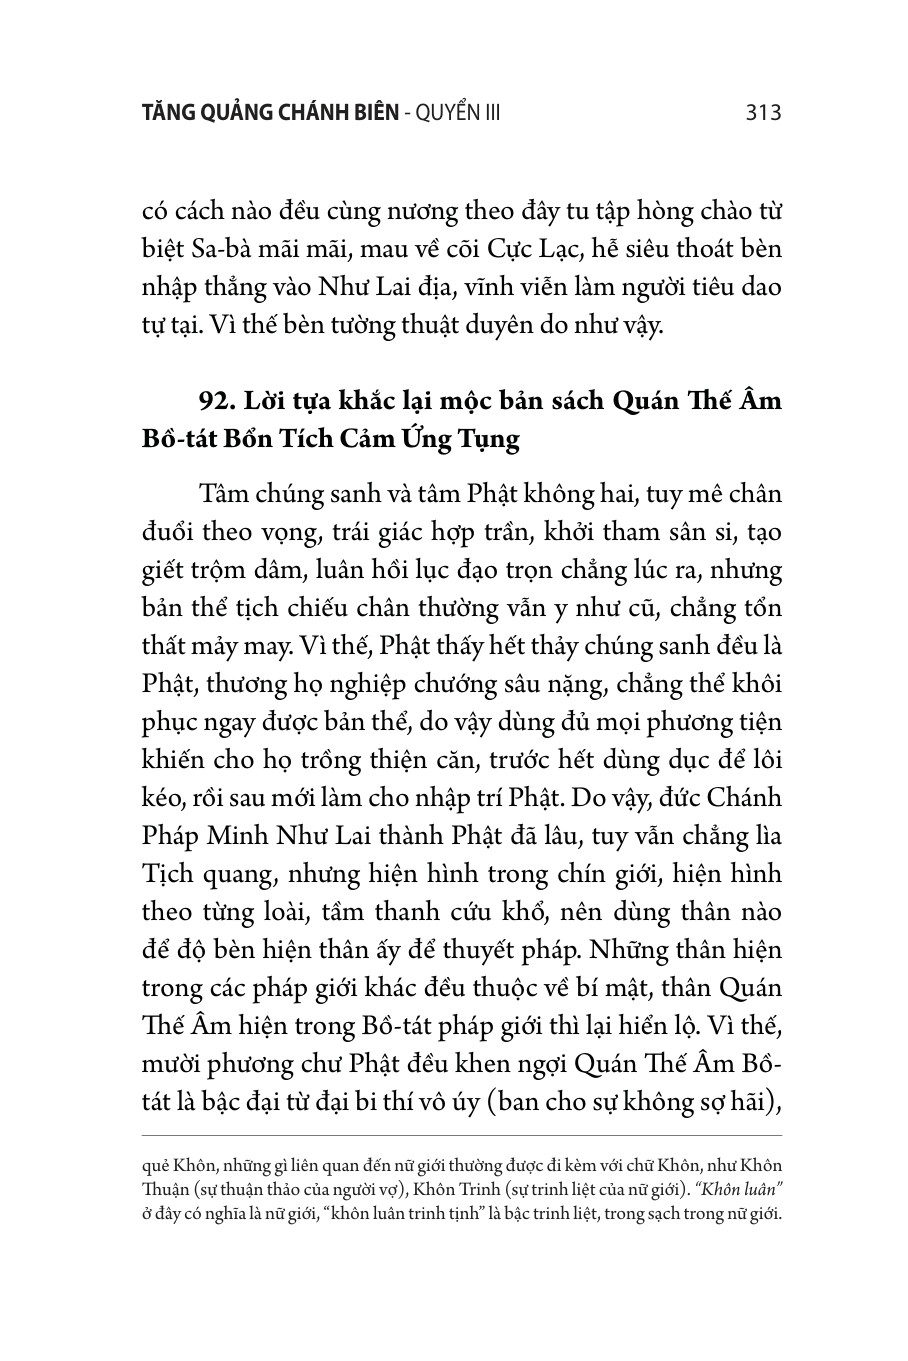 TĂNG QUẢNG CHÁNH BIÊN - QUYỂN III 313
có cách nào đều cùng nương theo đây tu tập hòng chào từ
biệt Sa-bà mãi mãi, mau về cõi Cực Lạc, hễ siêu thoát bèn
nhập thẳng vào Như Lai địa, vĩnh viễn làm người tiêu dao
tự tại. Vì thế bèn tường thuật duyên do như vậy.
92. Lời tựa khắc lại mộc bản sách Quán Thế Âm
Bồ-tát Bổn Tích Cảm Ứng Tụng
Tâm chúng sanh và tâm Phật không hai, tuy mê chân
đuổi theo vọng, trái giác hợp trần, khởi tham sân si, tạo
giết trộm dâm, luân hồi lục đạo trọn chẳng lúc ra, nhưng
bản thể tịch chiếu chân thường vẫn y như cũ, chẳng tổn
thất mảy may. Vì thế, Phật thấy hết thảy chúng sanh đều là
Phật, thương họ nghiệp chướng sâu nặng, chẳng thể khôi
phục ngay được bản thể, do vậy dùng đủ mọi phương tiện
khiến cho họ trồng thiện căn, trước hết dùng dục để lôi
kéo, rồi sau mới làm cho nhập trí Phật. Do vậy, đức Chánh
Pháp Minh Như Lai thành Phật đã lâu, tuy vẫn chẳng lìa
Tịch quang, nhưng hiện hình trong chín giới, hiện hình
theo từng loài, tầm thanh cứu khổ, nên dùng thân nào
để độ bèn hiện thân ấy để thuyết pháp. Những thân hiện
trong các pháp giới khác đều thuộc về bí mật, thân Quán
Thế Âm hiện trong Bồ-tát pháp giới thì lại hiển lộ. Vì thế,
mười phương chư Phật đều khen ngợi Quán Thế Âm Bồ-
tát là bậc đại từ đại bi thí vô úy (ban cho sự không sợ hãi),
quẻ Khôn, những gì liên quan đến nữ giới thường được đi kèm với chữ Khôn, như Khôn
Thuận (sự thuận thảo của người vợ), Khôn Trinh (sự trinh liệt của nữ giới). “Khôn luân”
ở đây có nghĩa là nữ giới, “khôn luân trinh tịnh” là bậc trinh liệt, trong sạch trong nữ giới.